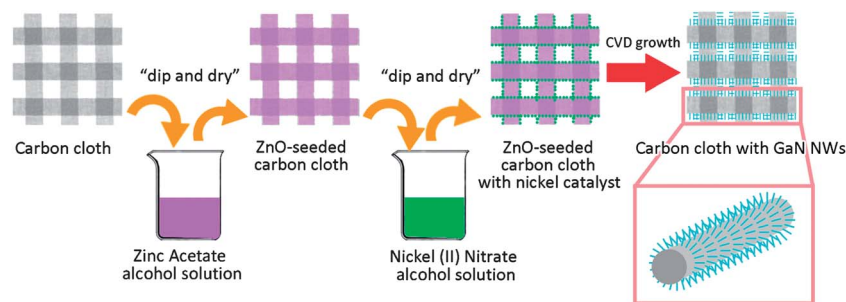 Carbon cloth
“dip and dry”
Zinc Acetate
alcohol solution
ZnO-seeded
carbon cloth
“dip and dry”
Nickel (II) Nitrate
alcohol solution
ZnO-seeded
carbon cloth
with nickel catalyst
CVD growth
Carbon cloth with GaN NWs